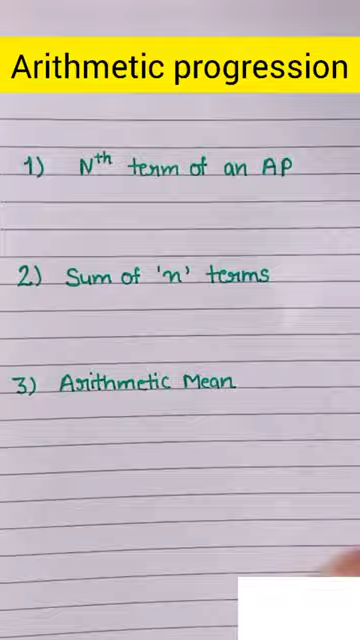 Arithmetic progression
1) Nth term of an AP
2) Sum of 'n' terms
3) Arithmetic Mean